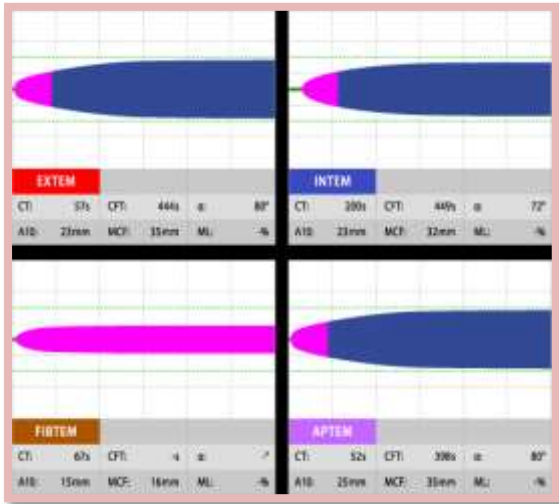 EXTEM
CT: 57s CFT: 444s α: 80°
A10: 23mm MCF: 35mm ML: -%
INTEM
CT: 200s CFT: 449s α: 72°
A10: 23mm MCF: 32mm ML: -%
FIBTEM
CT: 67s CFT: -s α: -°
A10: 15mm MCF: 16mm ML: -%
APTEM
CT: 52s CFT: 398s α: 80°
A10: 25mm MCF: 35mm ML: -%